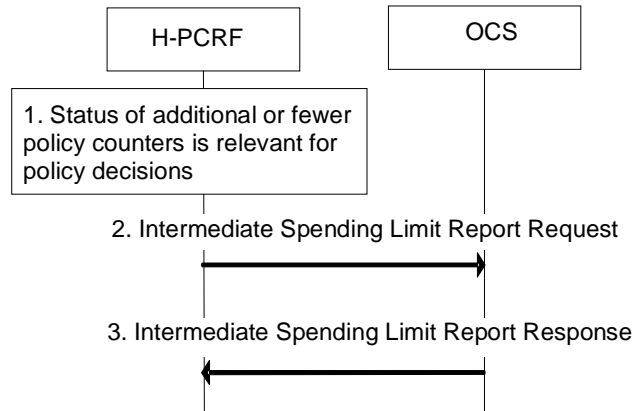 H-PCRF
OCS
1. Status of additional or fewer
policy counters is relevant for
policy decisions
2. Intermediate Spending Limit Report Request
3. Intermediate Spending Limit Report Response